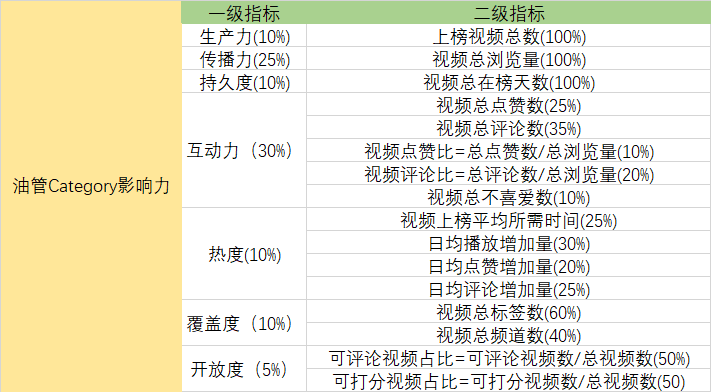 一级指标 二级指标
生产力(10%) 上榜视频总数(100%)
传播力(25%) 视频总浏览量(100%)
持久度(10%) 视频总在榜天数(100%)
视频总点赞数(25%)
视频总评论数(35%)
互动力（30%） 视频点赞比=总点赞数/总浏览量(10%)
视频评论比=总评论数/总浏览量(20%)
油管Category影响力
视频总不喜爱数(10%)
视频上榜平均所需时间(25%)
热度(10%) 日均播放增加量(30%)
日均点赞增加量(20%)
日均评论增加量(25%)
覆盖度（10%） 视频总标签数(60%)
视频总频道数(40%)
开放度（5%） 可评论视频占比=可评论视频数/总视频数(50%)
可打分视频占比=可打分视频数/总视频数(50)